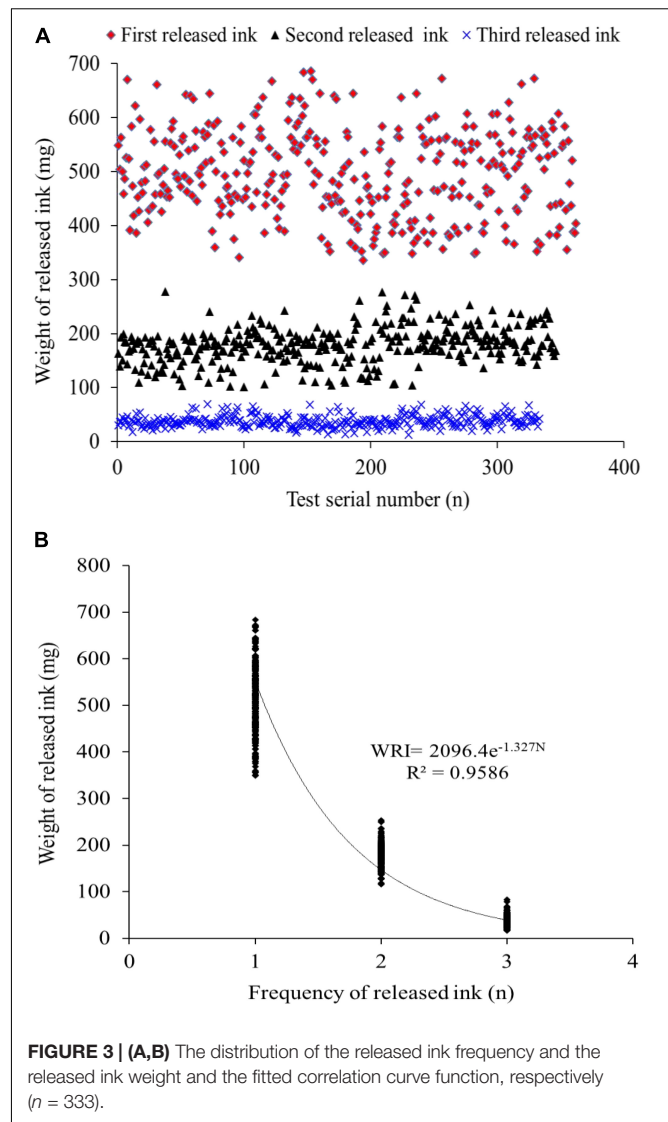 A
First released ink ▲ Second released ink × Third released ink
700
600
500
400
300
200
100
0
Weight of released ink (mg)
0 100 200 300 400
Test serial number (n)
B
800
700
600
500
400
300
200
100
0
Weight of released ink (mg)
WRI= 2096.4e^-1.327N
R² = 0.9586
0 1 2 3 4
Frequency of released ink (n)
FIGURE 3 | (A,B) The distribution of the released ink frequency and the
released ink weight and the fitted correlation curve function, respectively
(n = 333).